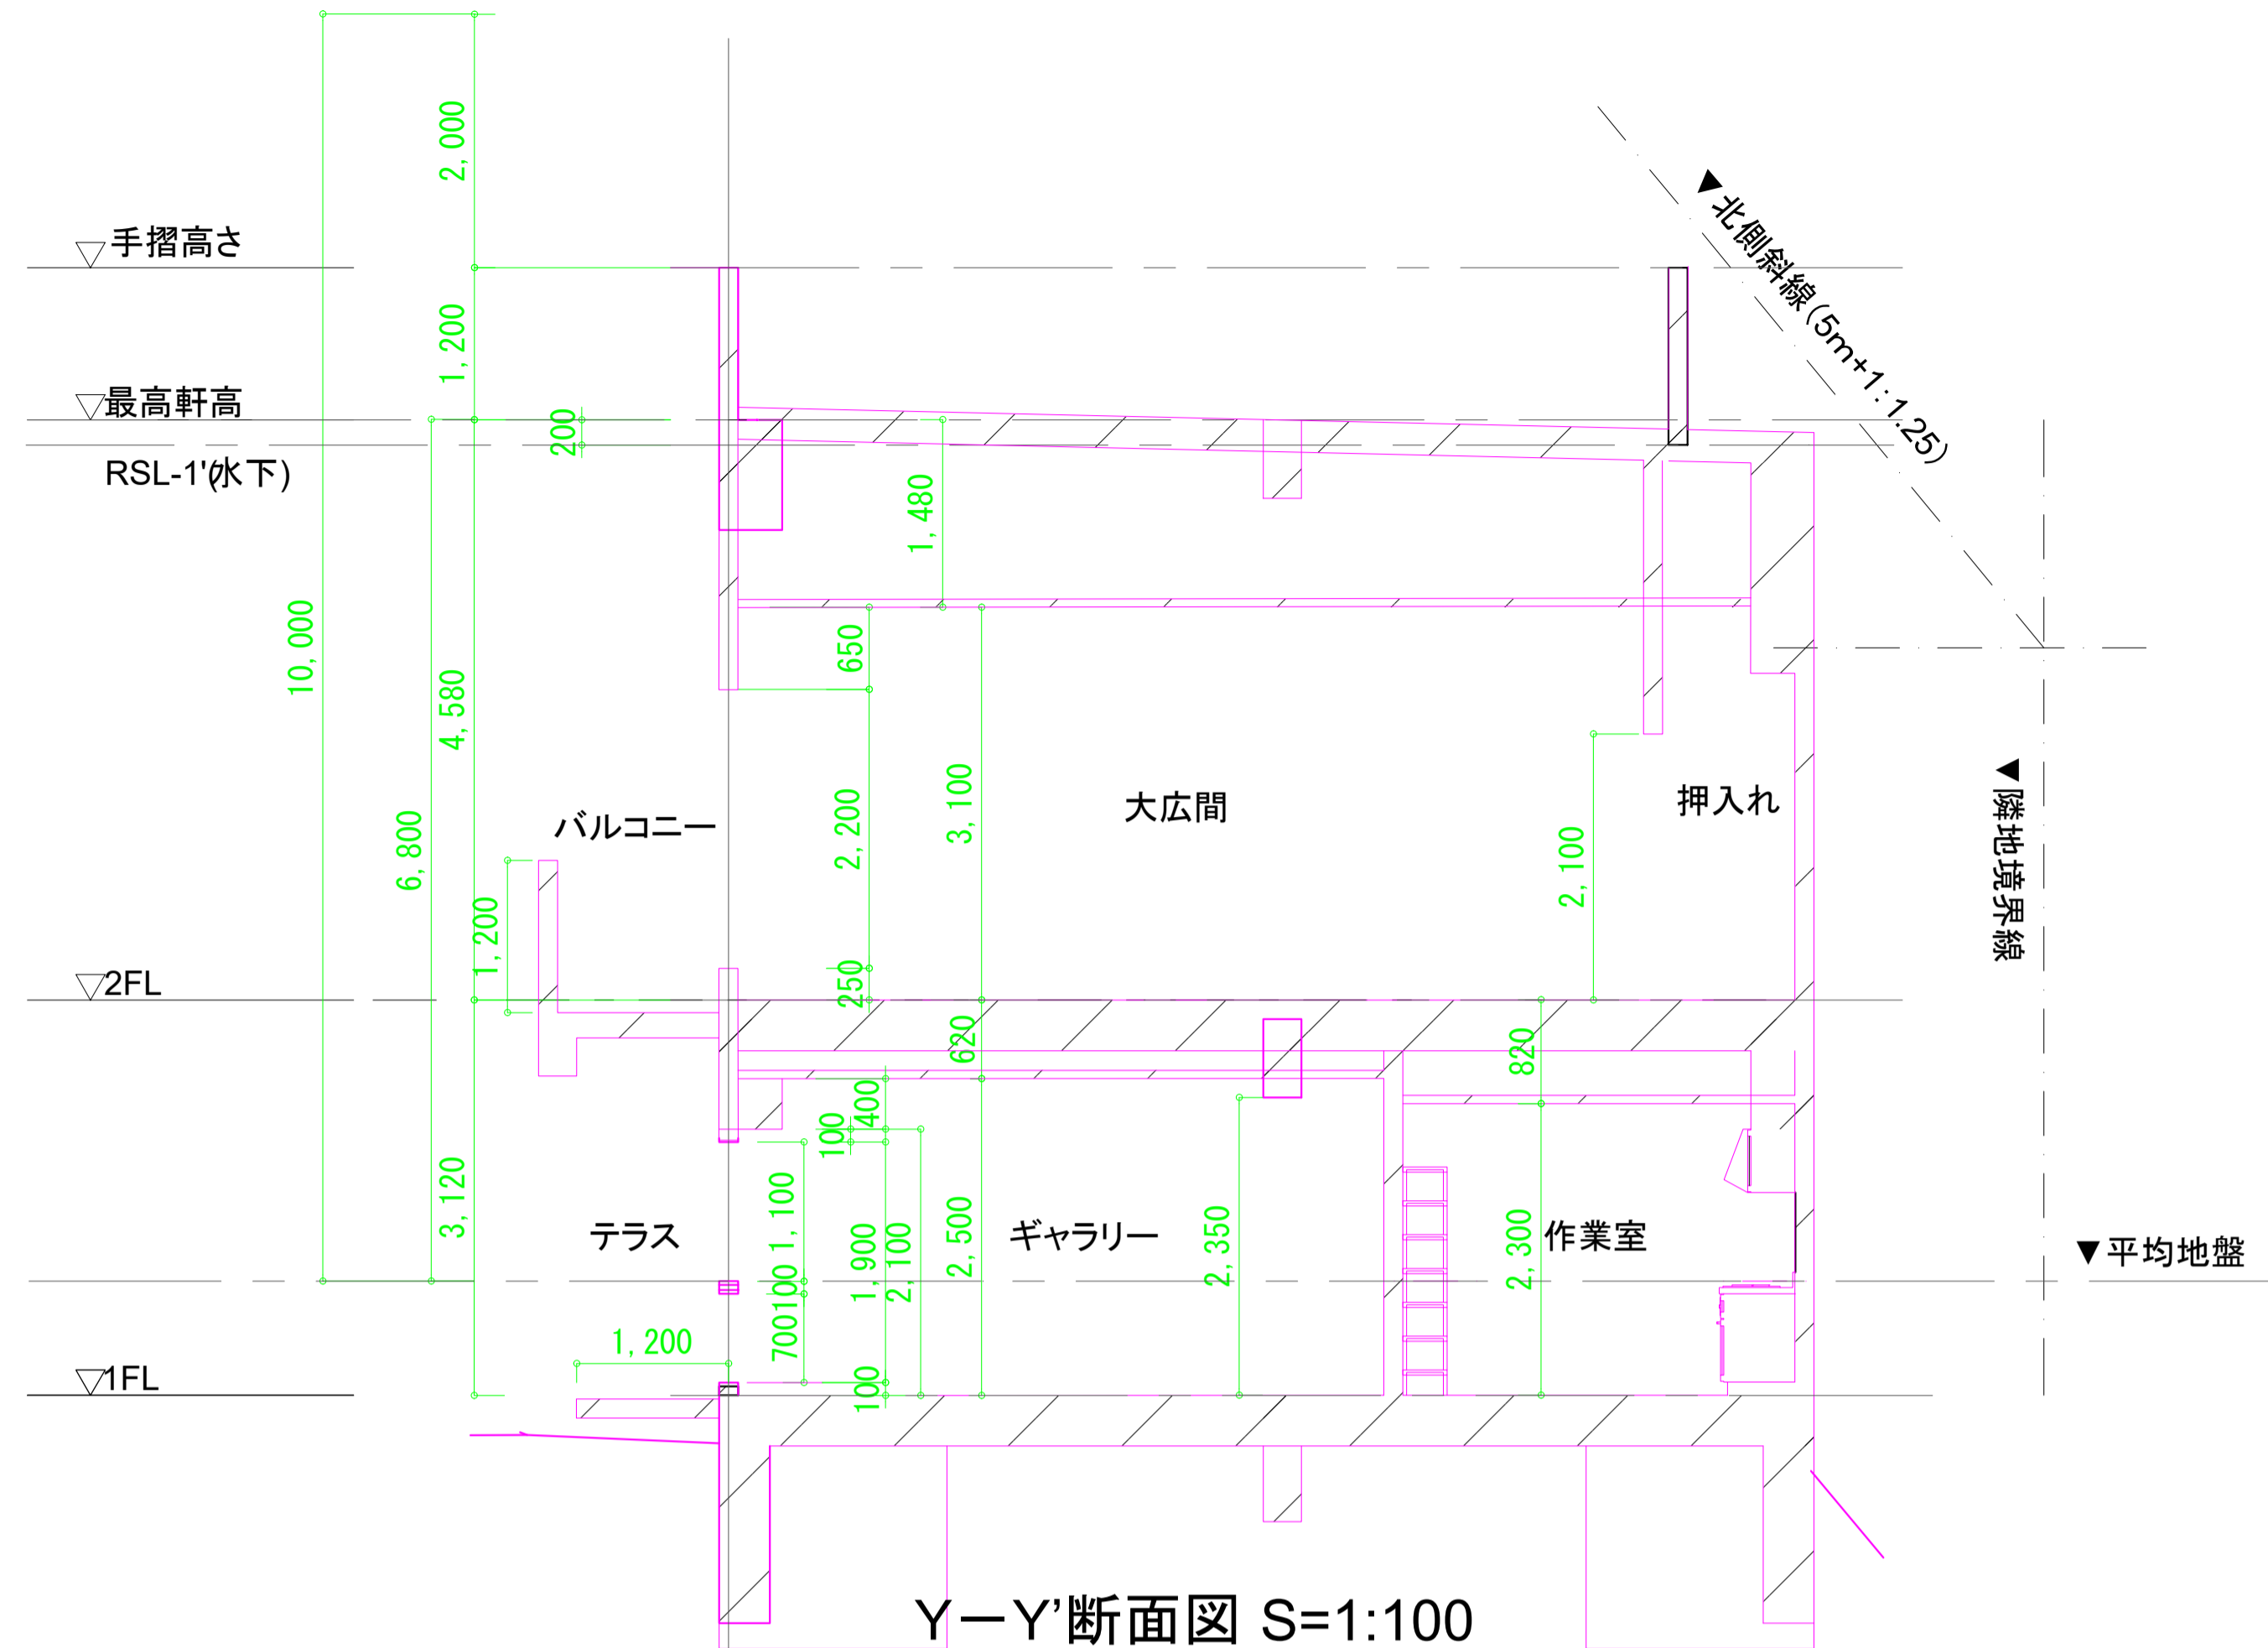 2,000
手摺高さ
1,200
最高軒高
200
RSL-1'(水下)
北側斜線(5m+1:1.25)
1,480
10,000
4,580
650
6,800
バルコニー
2,200
3,100
大広間
2,100
押入れ
隣地境界線
1,200
2FL
250
620
820
400
100
3,120
テラス
1,100
1,900
2,100
2,500
ギャラリー
2,350
2,300
作業室
平均地盤
100
700
1,200
1FL
100
Y-Y'断面図 S=1:100